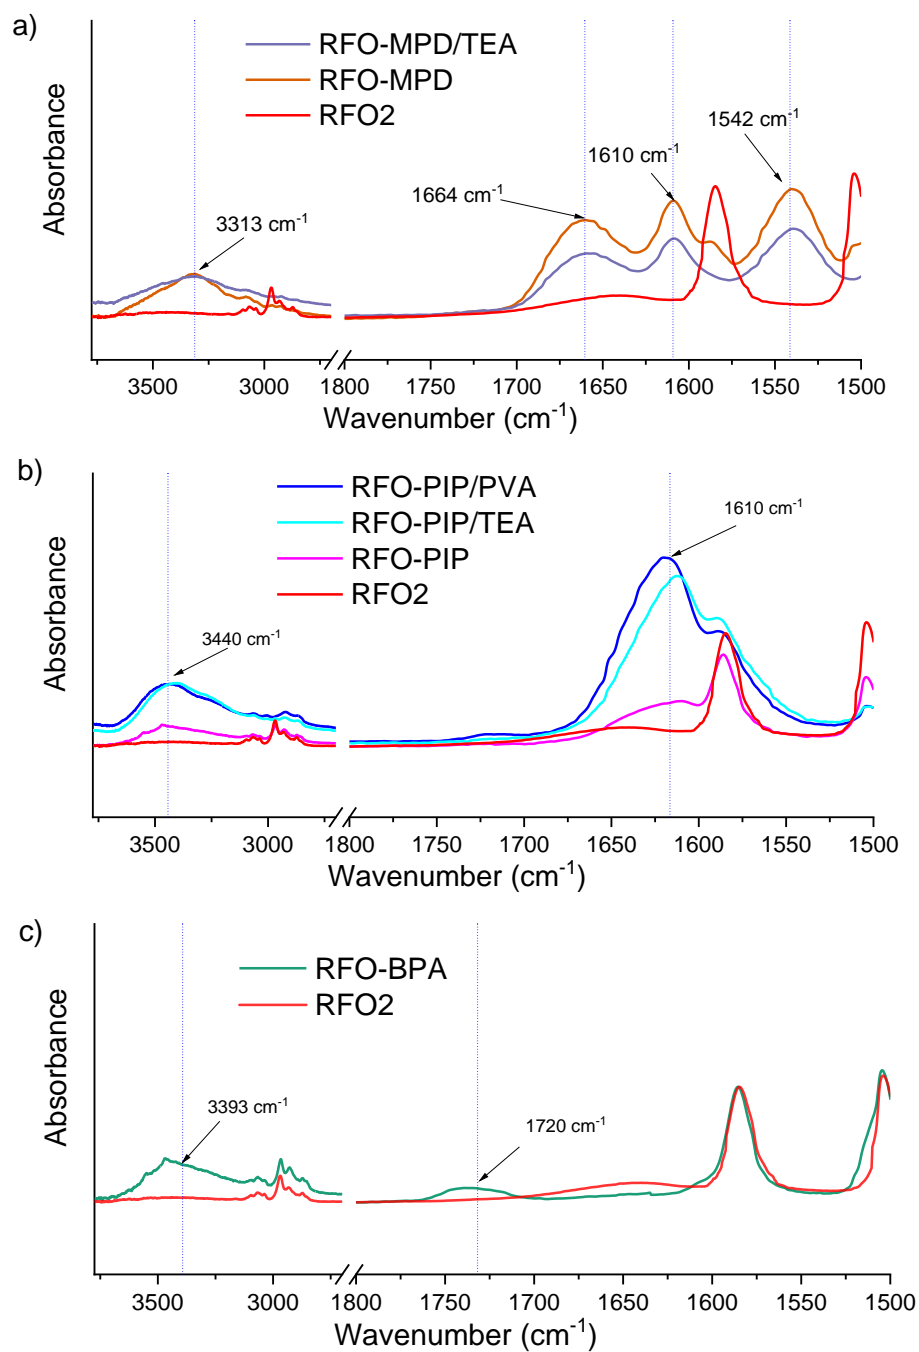 a)
RFO-MPD/TEA
RFO-MPD
RFO2
Absorbance
3313 cm⁻¹
1664 cm⁻¹
1610 cm⁻¹
1542 cm⁻¹
3500 3000 1800 1750 1700 1650 1600 1550 1500
Wavenumber (cm⁻¹)
b)
RFO-PIP/PVA
RFO-PIP/TEA
RFO-PIP
RFO2
Absorbance
3440 cm⁻¹
1610 cm⁻¹
3500 3000 1800 1750 1700 1650 1600 1550 1500
Wavenumber (cm⁻¹)
c)
RFO-BPA
RFO2
Absorbance
3393 cm⁻¹
1720 cm⁻¹
3500 3000 1800 1750 1700 1650 1600 1550 1500
Wavenumber (cm⁻¹)